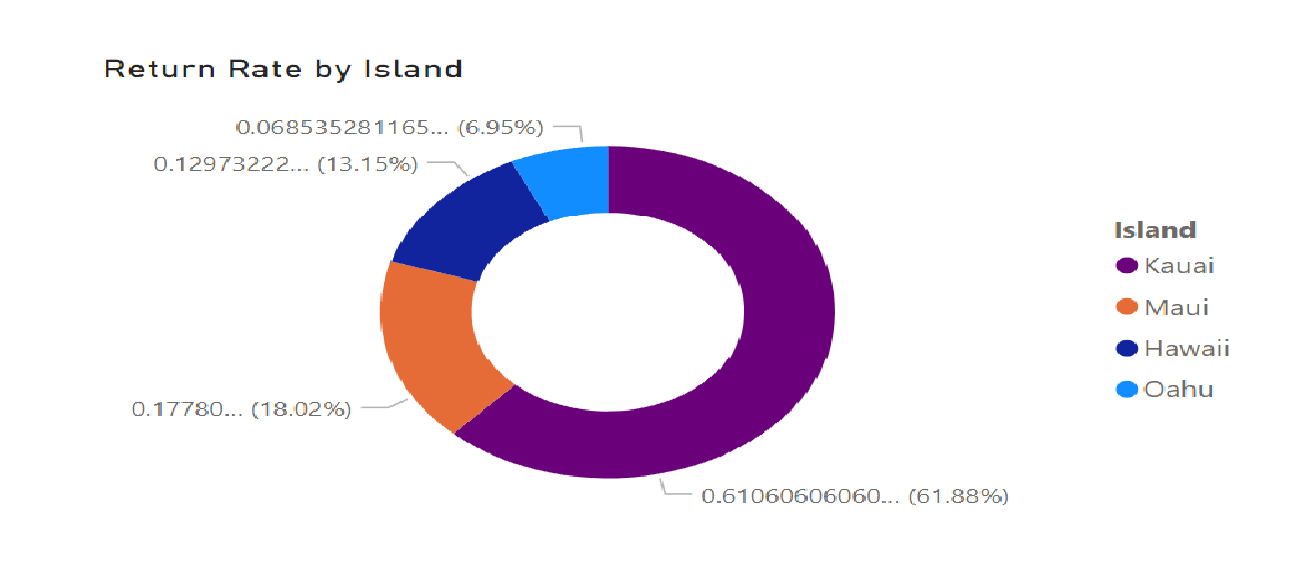 Return Rate by Island
0.068535281165... (6.95%)
0.12973222... (13.15%)
0.17780... (18.02%)
0.61060606060... (61.88%)
Island
Kauai
Maui
Hawaii
Oahu